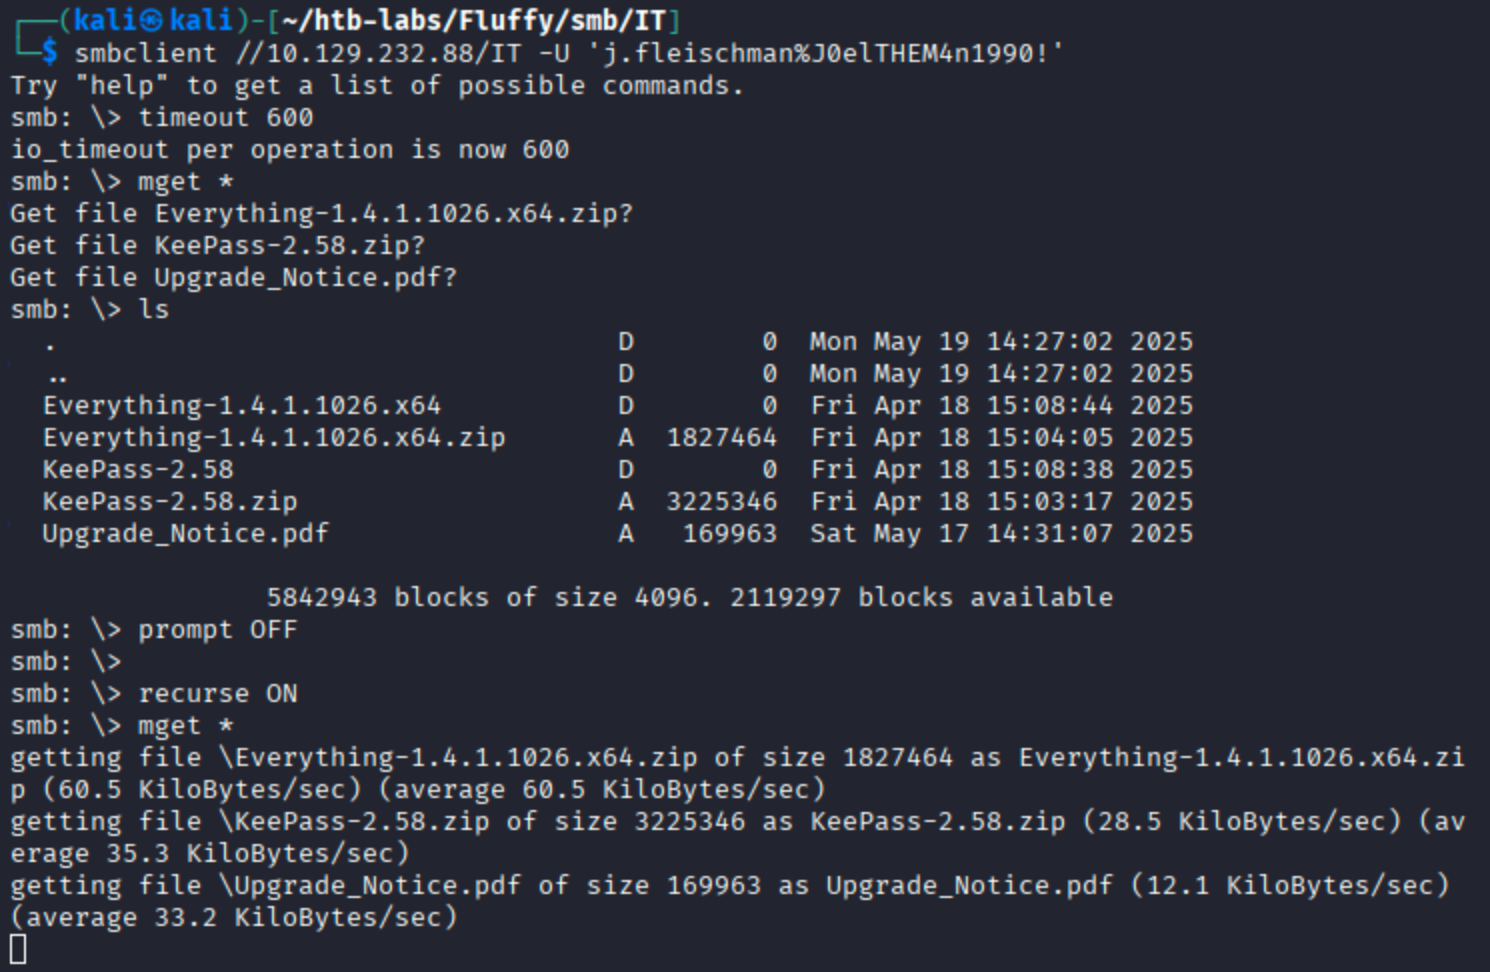 ┌──(kali㉿kali)-[~/htb-labs/Fluffy/smb/IT]
└─$ smbclient //10.129.232.88/IT -U 'j.fleischman%J0elTHEM4n1990!'
Try "help" to get a list of possible commands.
smb: \> timeout 600
io_timeout per operation is now 600
smb: \> mget *
Get file Everything-1.4.1.1026.x64.zip?
Get file KeePass-2.58.zip?
Get file Upgrade_Notice.pdf?
smb: \> ls
  .                                   D        0  Mon May 19 14:27:02 2025
  ..                                  D        0  Mon May 19 14:27:02 2025
  Everything-1.4.1.1026.x64           D        0  Fri Apr 18 15:08:44 2025
  Everything-1.4.1.1026.x64.zip       A  1827464  Fri Apr 18 15:04:05 2025
  KeePass-2.58                        D        0  Fri Apr 18 15:08:38 2025
  KeePass-2.58.zip                    A  3225346  Fri Apr 18 15:03:17 2025
  Upgrade_Notice.pdf                  A   169963  Sat May 17 14:31:07 2025
                5842943 blocks of size 4096. 2119297 blocks available
smb: \> prompt OFF
smb: \>
smb: \> recurse ON
smb: \> mget *
getting file \Everything-1.4.1.1026.x64.zip of size 1827464 as Everything-1.4.1.1026.x64.zi
p (60.5 KiloBytes/sec) (average 60.5 KiloBytes/sec)
getting file \KeePass-2.58.zip of size 3225346 as KeePass-2.58.zip (28.5 KiloBytes/sec) (av
erage 35.3 KiloBytes/sec)
getting file \Upgrade_Notice.pdf of size 169963 as Upgrade_Notice.pdf (12.1 KiloBytes/sec)
(average 33.2 KiloBytes/sec)